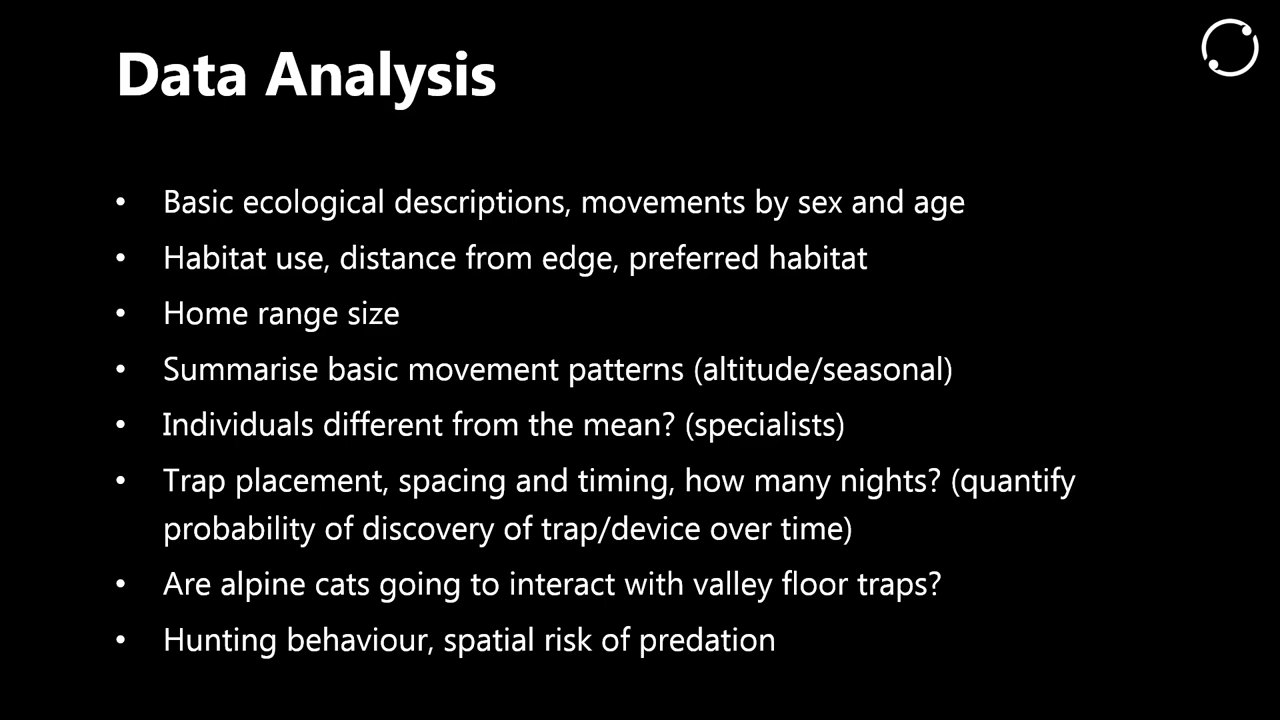 Data Analysis
• Basic ecological descriptions, movements by sex and age
• Habitat use, distance from edge, preferred habitat
• Home range size
• Summarise basic movement patterns (altitude/seasonal)
• Individuals different from the mean? (specialists)
• Trap placement, spacing and timing, how many nights? (quantify
probability of discovery of trap/device over time)
• Are alpine cats going to interact with valley floor traps?
• Hunting behaviour, spatial risk of predation